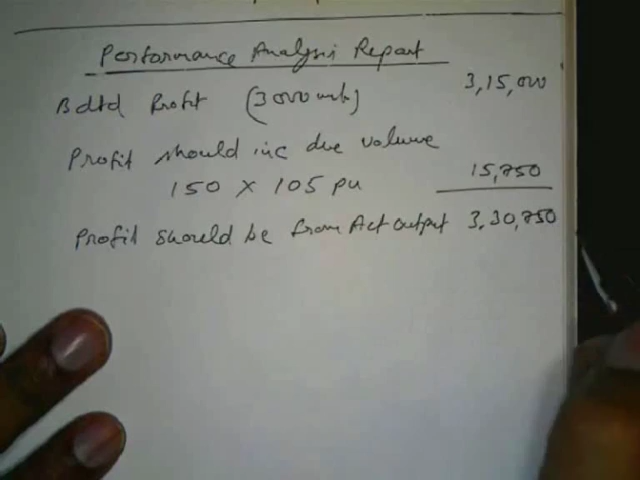 Performance Analysis Report
Bdtd Profit (3000 units) 3,15,000
Profit should inc due volume
150 x 105 pu 15,750
Profit should be from Act output 3,30,750